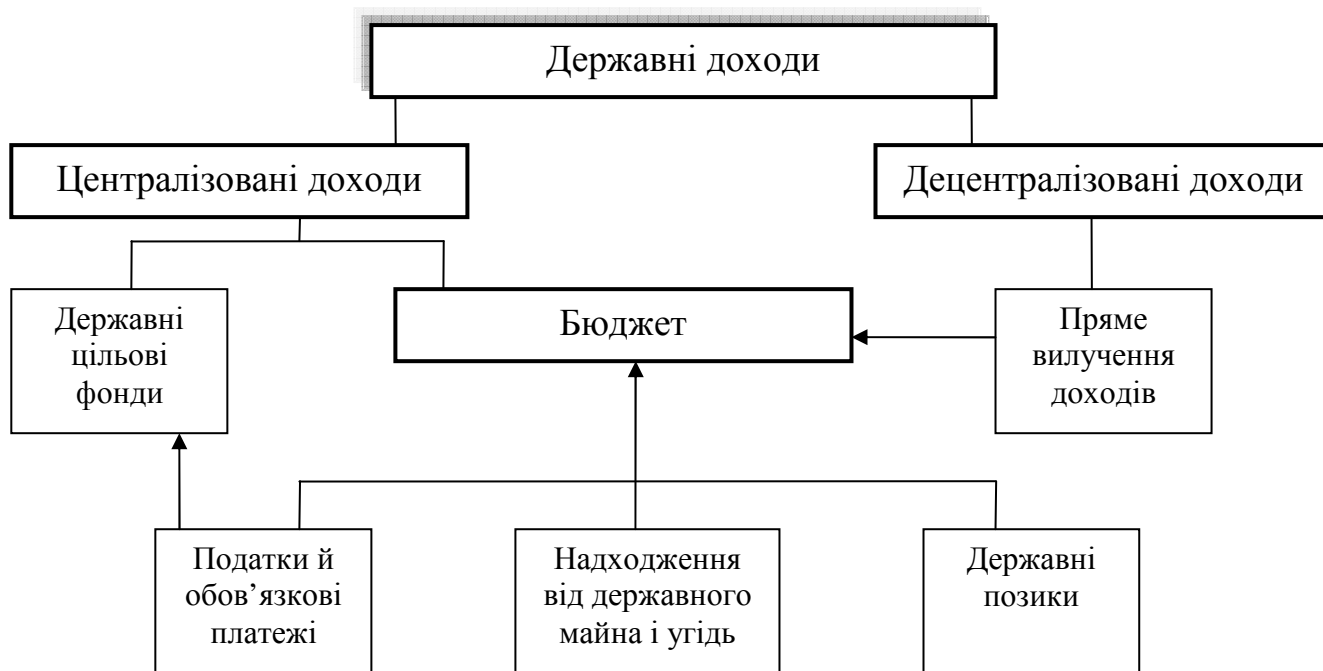 Державні доходи
Централізовані доходи
Децентралізовані доходи
Державні
цільові
фонди
Бюджет
Пряме
вилучення
доходів
Податки й
обов’язкові
платежі
Надходження
від державного
майна і угідь
Державні
позики